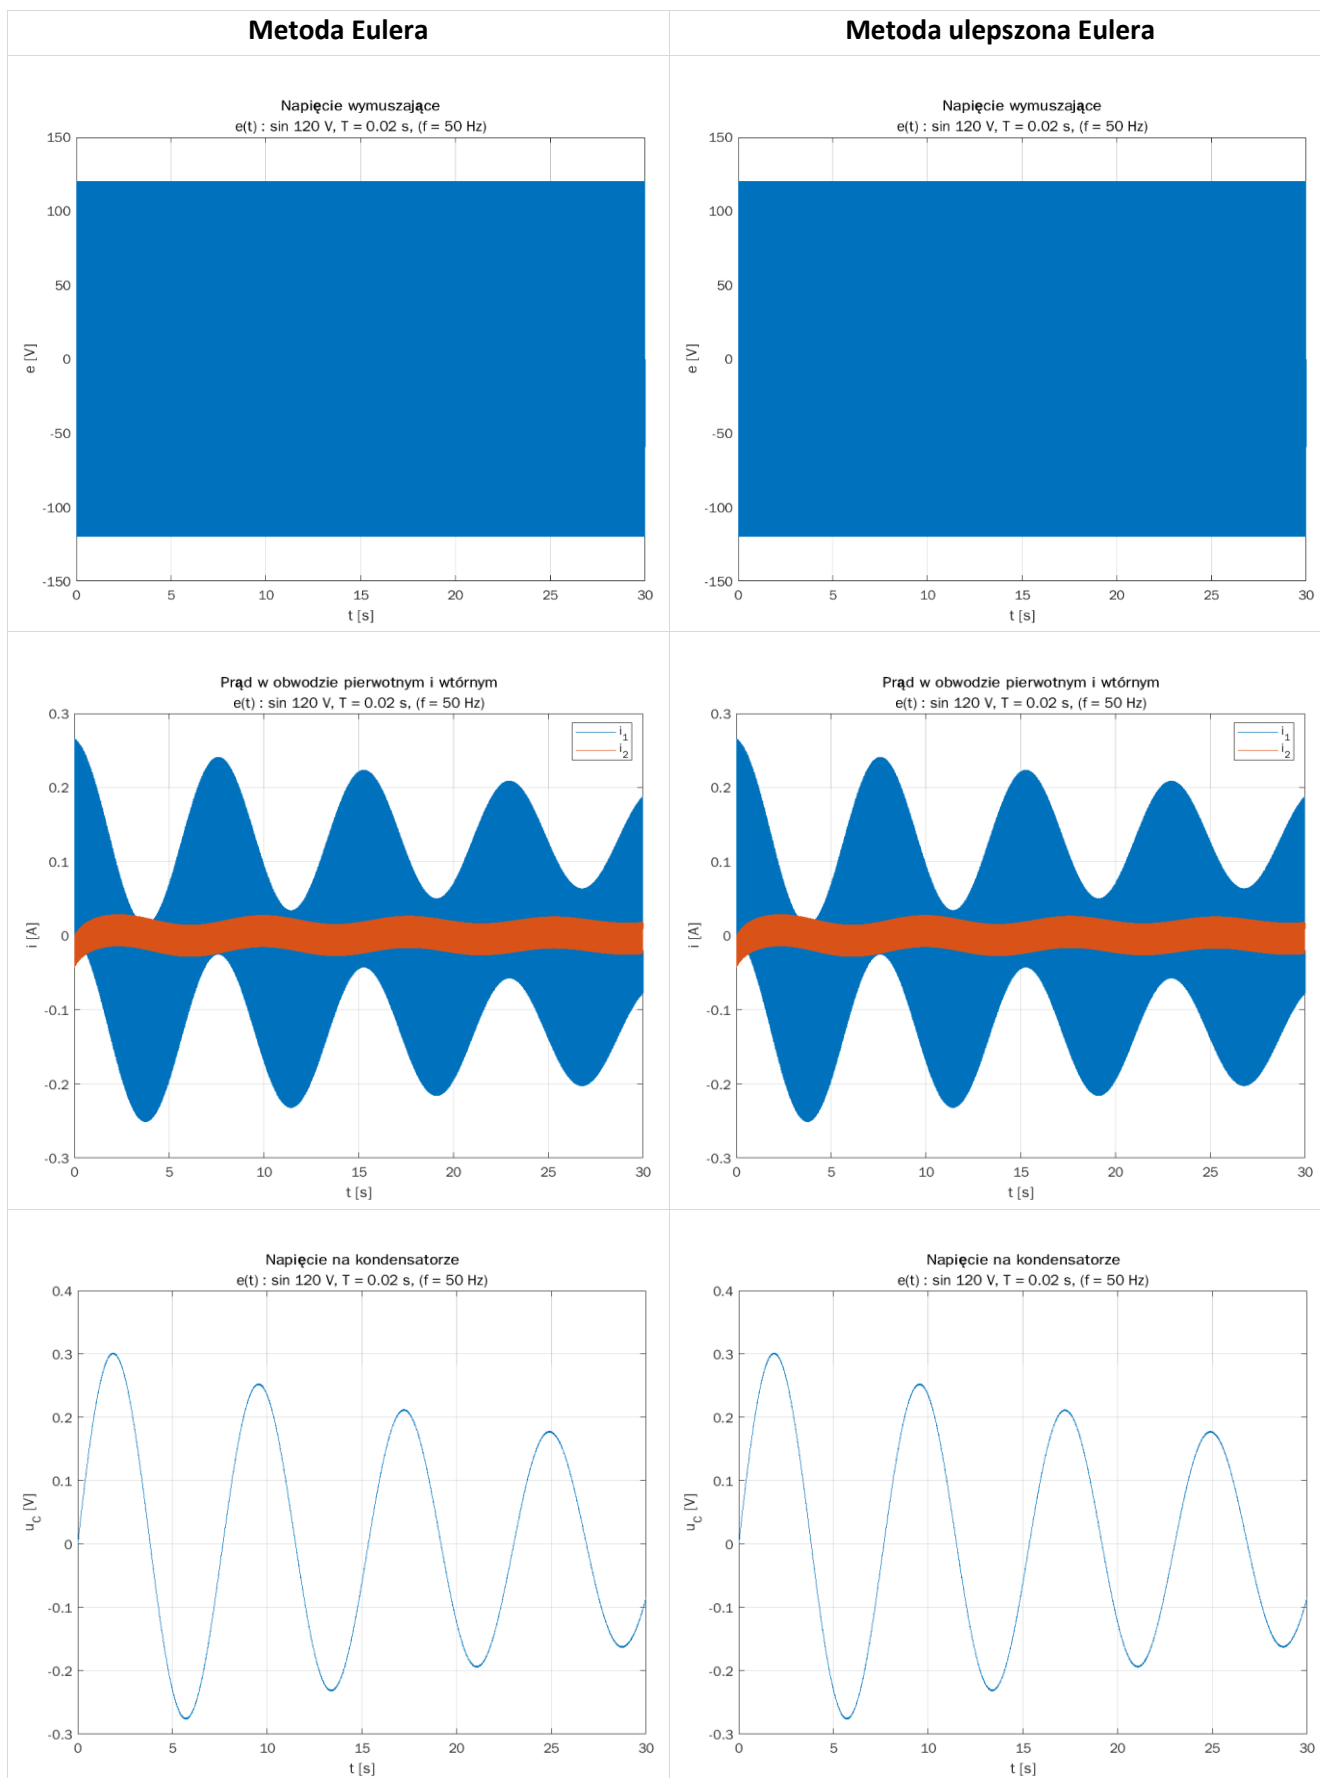 Metoda Eulera
Metoda ulepszona Eulera
Napięcie wymuszające
e(t) : sin 120 V, T = 0.02 s, (f = 50 Hz)
150
100
50
0
-50
-100
-150
e [V]
0 5 10 15 20 25 30
t [s]
Napięcie wymuszające
e(t) : sin 120 V, T = 0.02 s, (f = 50 Hz)
150
100
50
0
-50
-100
-150
e [V]
0 5 10 15 20 25 30
t [s]
Prąd w obwodzie pierwotnym i wtórnym
e(t) : sin 120 V, T = 0.02 s, (f = 50 Hz)
0.3
0.2
0.1
0
-0.1
-0.2
-0.3
i [A]
i1
i2
0 5 10 15 20 25 30
t [s]
Prąd w obwodzie pierwotnym i wtórnym
e(t) : sin 120 V, T = 0.02 s, (f = 50 Hz)
0.3
0.2
0.1
0
-0.1
-0.2
-0.3
i [A]
i1
i2
0 5 10 15 20 25 30
t [s]
Napięcie na kondensatorze
e(t) : sin 120 V, T = 0.02 s, (f = 50 Hz)
0.4
0.3
0.2
0.1
0
-0.1
-0.2
-0.3
uC [V]
0 5 10 15 20 25 30
t [s]
Napięcie na kondensatorze
e(t) : sin 120 V, T = 0.02 s, (f = 50 Hz)
0.4
0.3
0.2
0.1
0
-0.1
-0.2
-0.3
uC [V]
0 5 10 15 20 25 30
t [s]